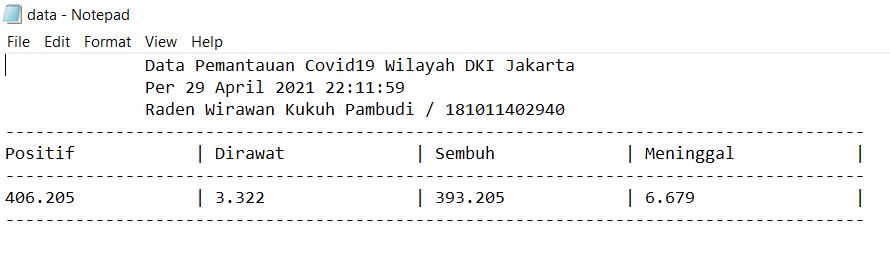 data - Notepad
File Edit Format View Help
Data Pemantauan Covid19 Wilayah DKI Jakarta
Per 29 April 2021 22:11:59
Raden Wirawan Kukuh Pambudi / 181011402940
--------------------------------------------------------------------------------------
Positif | Dirawat | Sembuh | Meninggal |
--------------------------------------------------------------------------------------
406.205 | 3.322 | 393.205 | 6.679 |
--------------------------------------------------------------------------------------